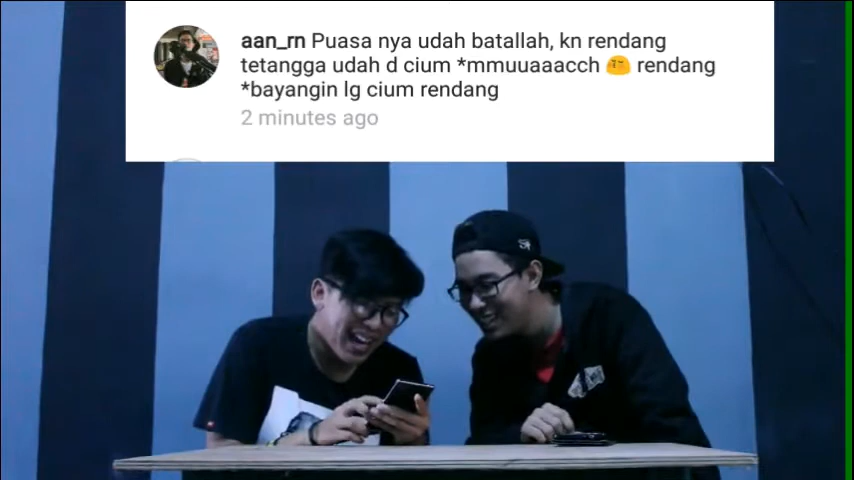 aan_rn Puasa nya udah batallah, kn rendang
tetangga udah d cium *mmuuaaacch rendang
*bayangin lg cium rendang
2 minutes ago